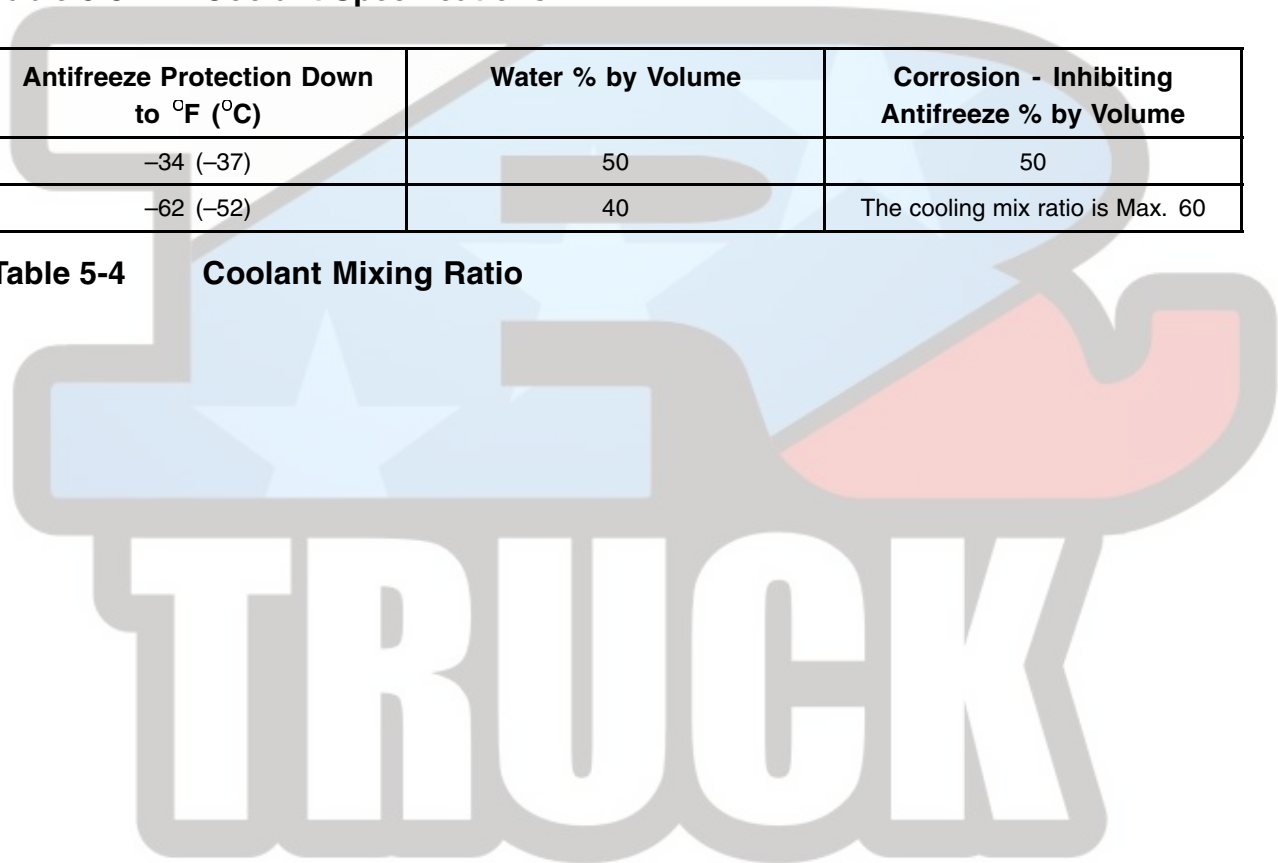 Antifreeze Protection Down
to °F (°C)
Water % by Volume
Corrosion - Inhibiting
Antifreeze % by Volume
–34 (–37)
50
50
–62 (–52)
40
The cooling mix ratio is Max. 60
Table 5-4 Coolant Mixing Ratio
TRUCK